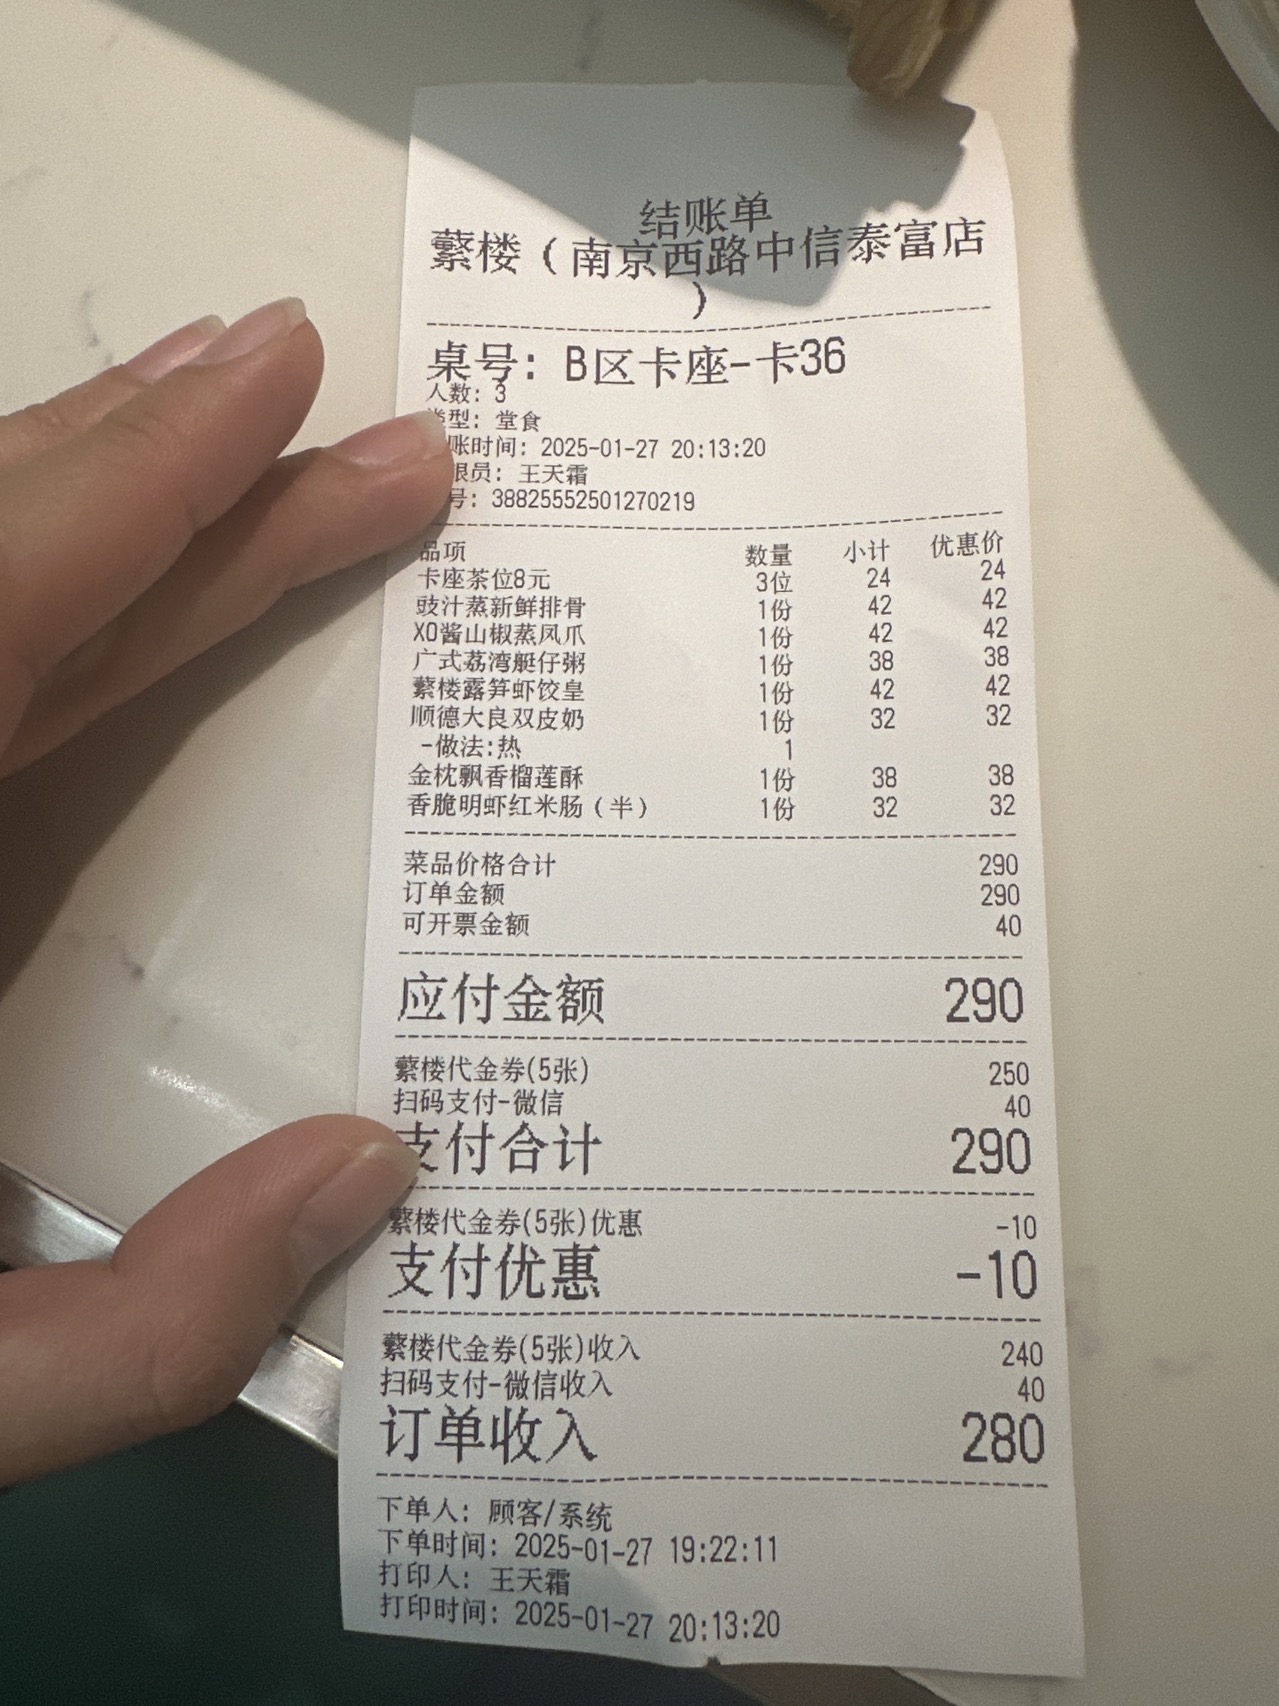 结账单
蘩楼（南京西路中信泰富店
）
桌号: B区卡座-卡36
人数: 3
型: 堂食
账时间: 2025-01-27 20:13:20
银员: 王天霜
号: 38825552501270219
品项 数量 小计 优惠价
卡座茶位8元 3位 24 24
豉汁蒸新鲜排骨 1份 42 42
XO酱山椒蒸凤爪 1份 42 42
广式荔湾艇仔粥 1份 38 38
蘩楼露笋虾饺皇 1份 42 42
顺德大良双皮奶 1份 32 32
-做法:热 1
金枕飘香榴莲酥 1份 38 38
香脆明虾红米肠（半） 1份 32 32
菜品价格合计 290
订单金额 290
可开票金额 40
应付金额 290
蘩楼代金券(5张) 250
扫码支付-微信 40
支付合计 290
蘩楼代金券(5张)优惠 -10
支付优惠 -10
蘩楼代金券(5张)收入 240
扫码支付-微信收入 40
订单收入 280
下单人: 顾客/系统
下单时间: 2025-01-27 19:22:11
打印人: 王天霜
打印时间: 2025-01-27 20:13:20